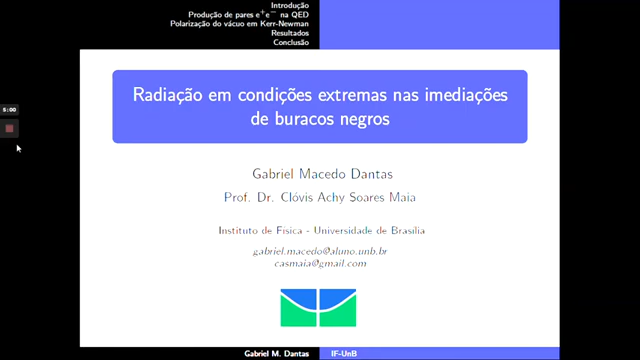 Introdução
Produção de pares e⁺e⁻ na QED
Polarização do vácuo em Kerr-Newman
Resultados
Conclusão
5:00
Radiação em condições extremas nas imediações
de buracos negros
Gabriel Macedo Dantas
Prof. Dr. Clóvis Achy Soares Maia
Instituto de Física - Universidade de Brasília
gabriel.macedo@aluno.unb.br
casmaia@gmail.com
Gabriel M. Dantas IF-UnB